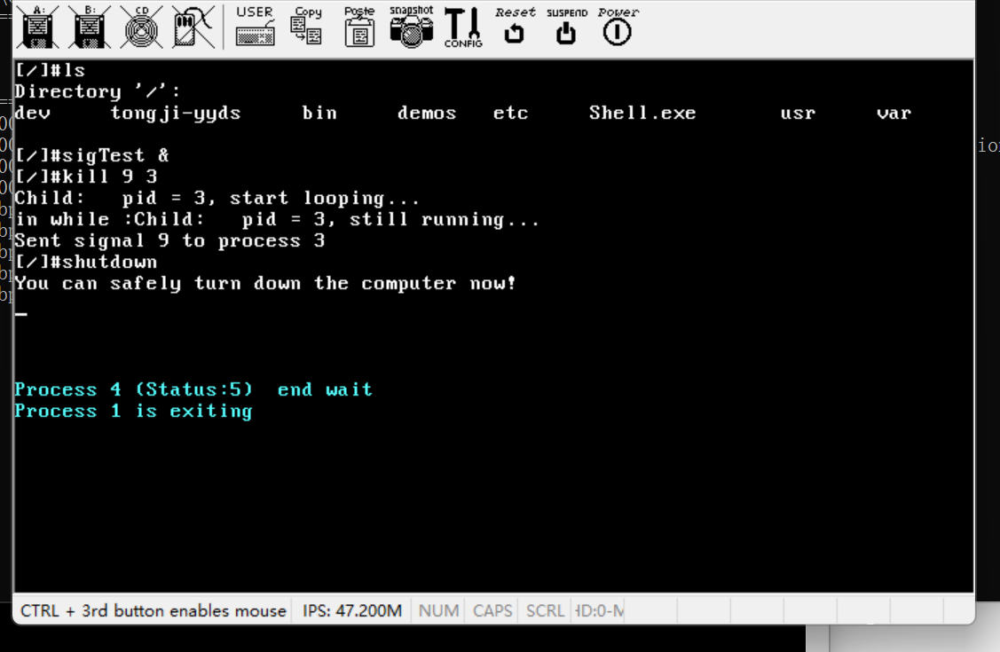 A: B: CD USER Copy Paste snapshot CONFIG Reset SUSPEND Power
[/]#ls
Directory '/':
dev tongji-yyds bin demos etc Shell.exe usr var
[/]#sigTest &
[/]#kill 9 3
Child: pid = 3, start looping...
in while :Child: pid = 3, still running...
Sent signal 9 to process 3
[/]#shutdown
You can safely turn down the computer now!
Process 4 (Status:5) end wait
Process 1 is exiting
CTRL + 3rd button enables mouse IPS: 47.200M NUM CAPS SCRL HD:0-M